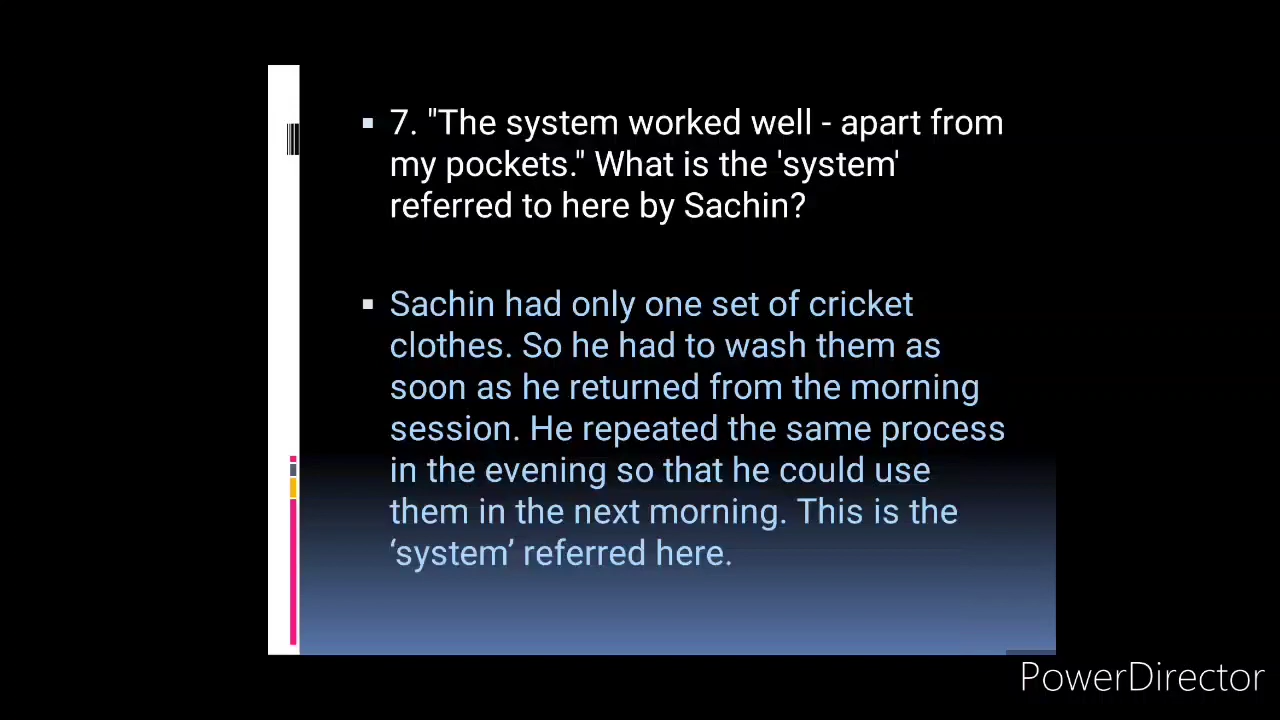 ▪ 7. "The system worked well - apart from
my pockets." What is the 'system'
referred to here by Sachin?
▪ Sachin had only one set of cricket
clothes. So he had to wash them as
soon as he returned from the morning
session. He repeated the same process
in the evening so that he could use
them in the next morning. This is the
‘system’ referred here.
PowerDirector